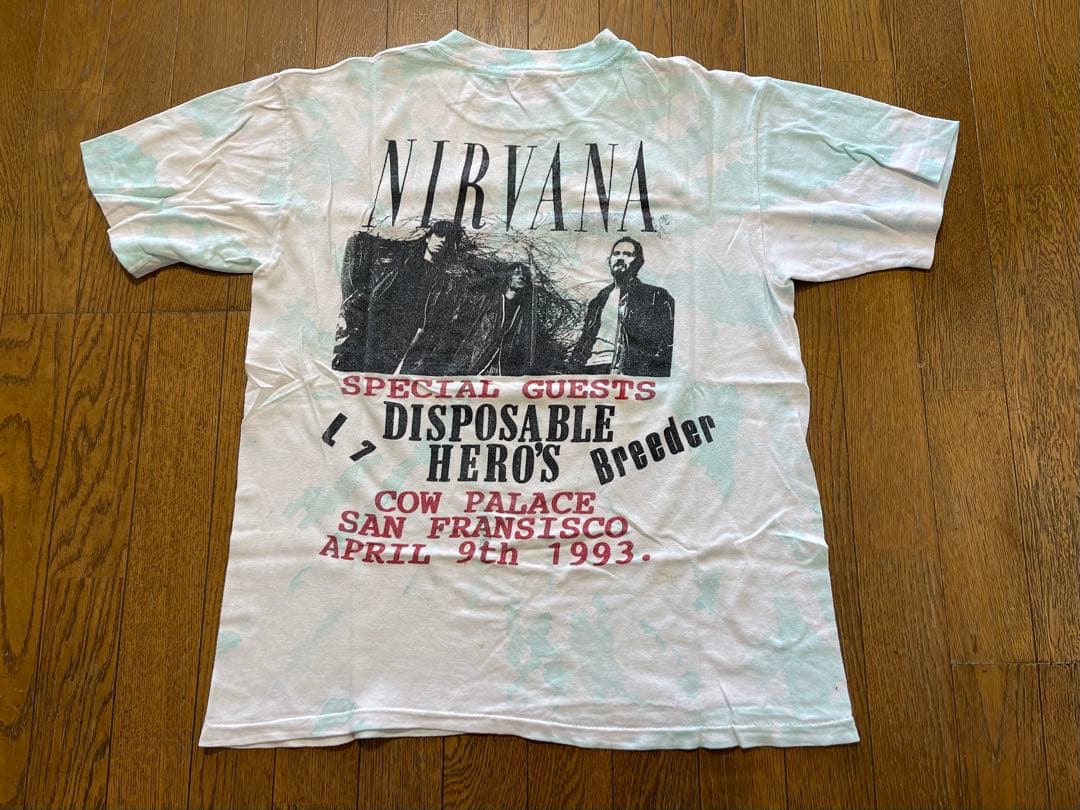 NIRVANA
SPECIAL GUESTS
L7
DISPOSABLE
HERO'S
Breeder
COW PALACE
SAN FRANSISCO
APRIL 9th 1993.